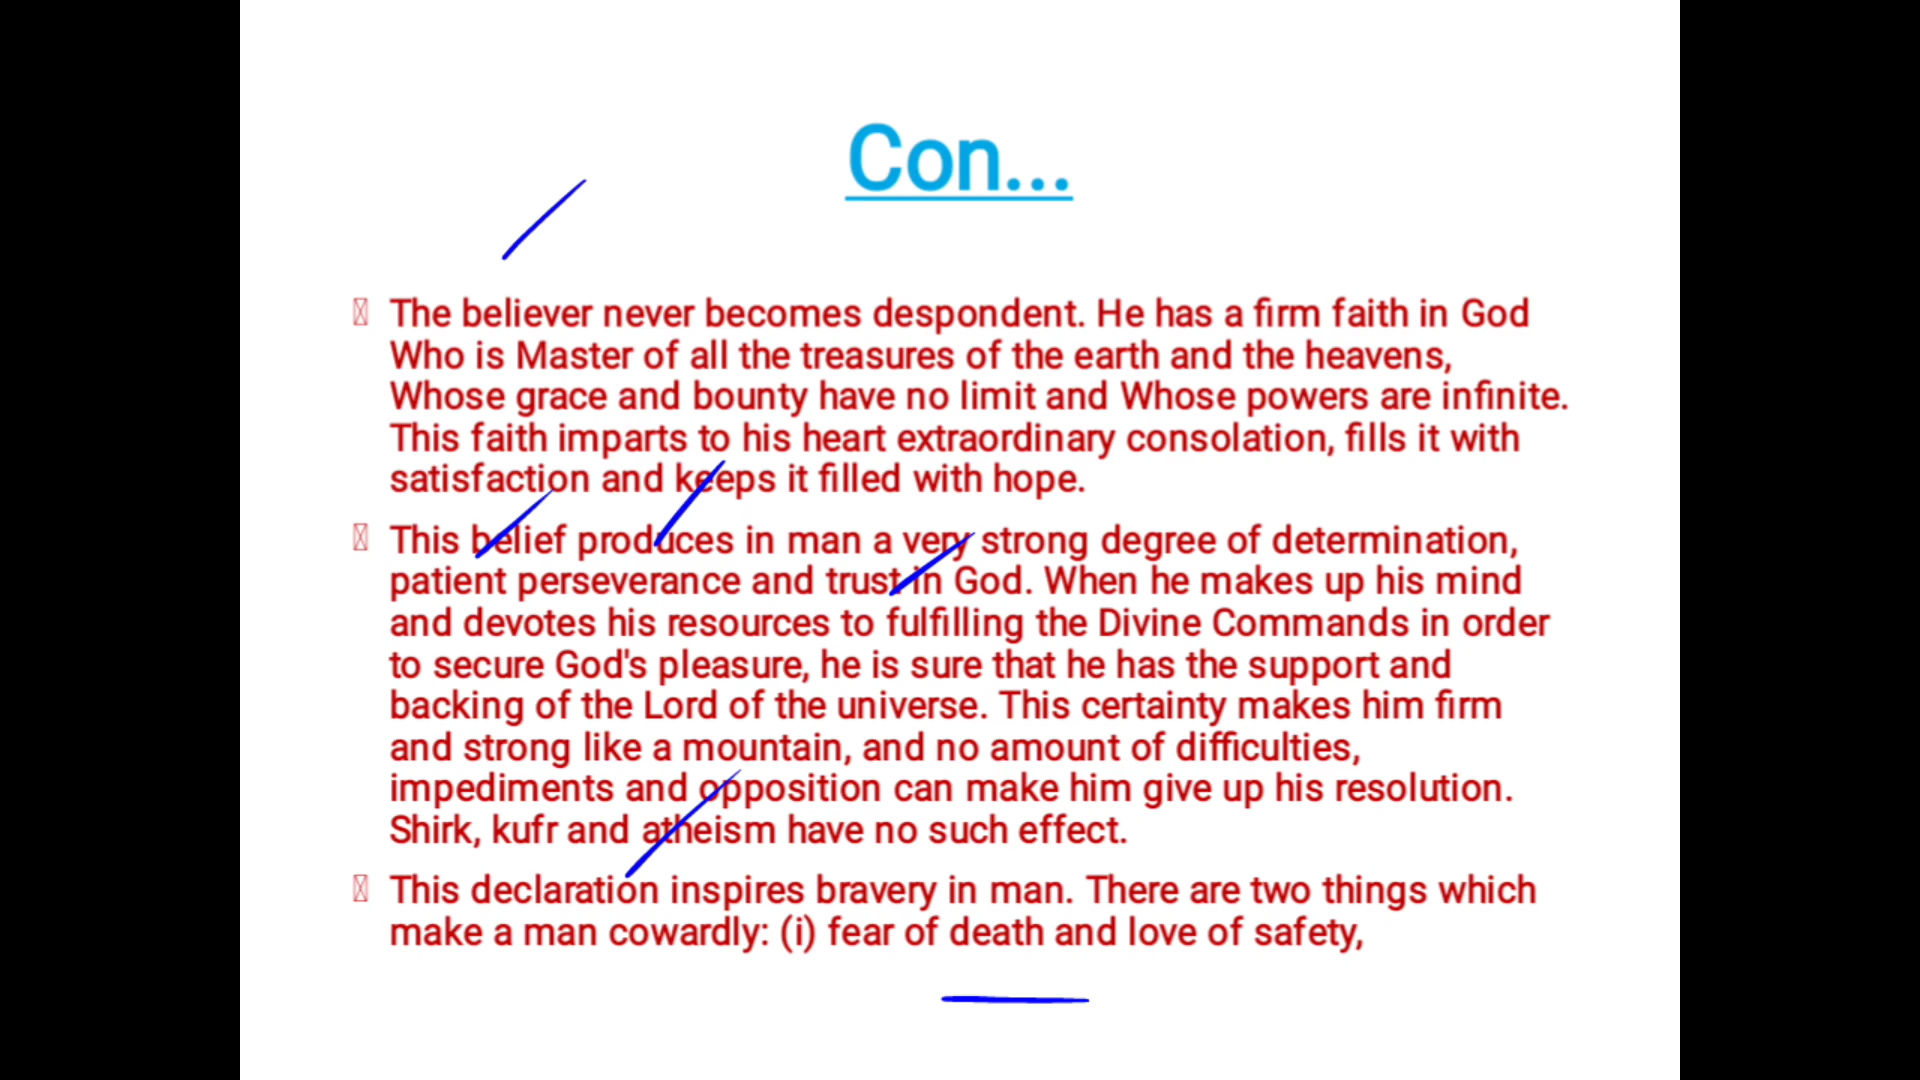 Con...
The believer never becomes despondent. He has a firm faith in God
Who is Master of all the treasures of the earth and the heavens,
Whose grace and bounty have no limit and Whose powers are infinite.
This faith imparts to his heart extraordinary consolation, fills it with
satisfaction and keeps it filled with hope.
This belief produces in man a very strong degree of determination,
patient perseverance and trust in God. When he makes up his mind
and devotes his resources to fulfilling the Divine Commands in order
to secure God's pleasure, he is sure that he has the support and
backing of the Lord of the universe. This certainty makes him firm
and strong like a mountain, and no amount of difficulties,
impediments and opposition can make him give up his resolution.
Shirk, kufr and atheism have no such effect.
This declaration inspires bravery in man. There are two things which
make a man cowardly: (i) fear of death and love of safety,